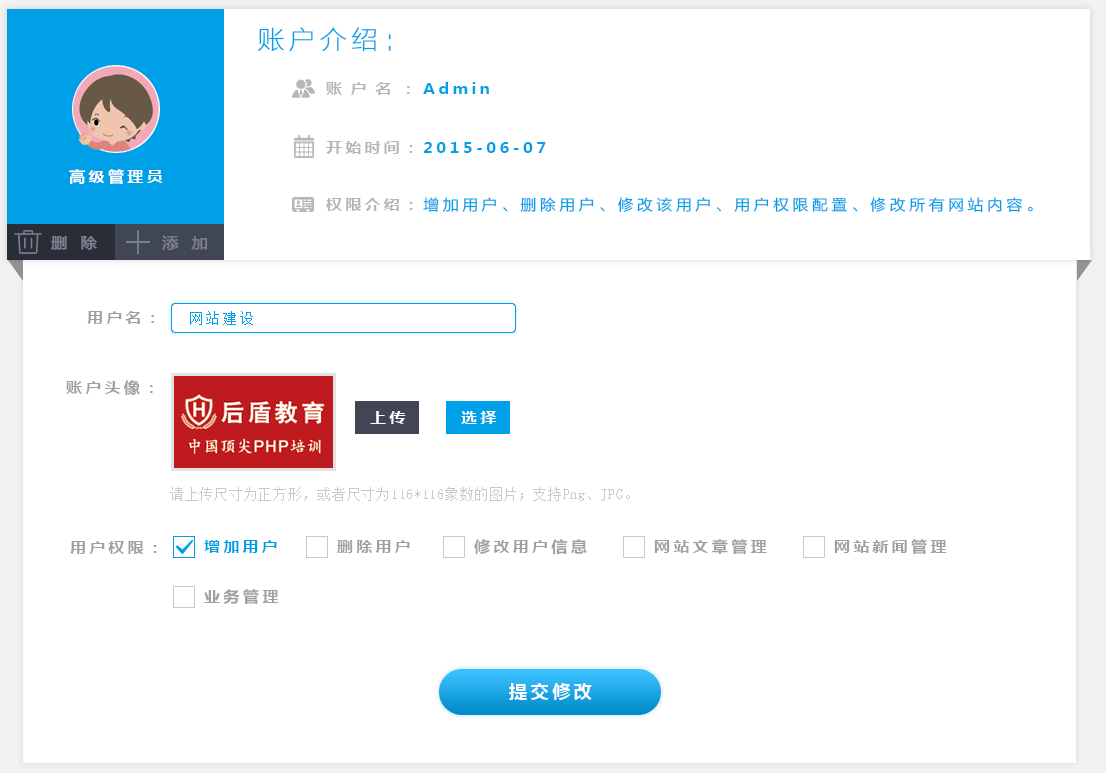 账户介绍:
账户名：Admin
开始时间：2015-06-07
权限介绍：增加用户、删除用户、修改该用户、用户权限配置、修改所有网站内容。
高级管理员
删除 添加
用户名： 网站建设
账户头像：
后盾教育
中国顶尖PHP培训
上传 选择
请上传尺寸为正方形，或者尺寸为116*116象数的图片；支持Png、JPG。
用户权限： 增加用户 删除用户 修改用户信息 网站文章管理 网站新闻管理
业务管理
提交修改